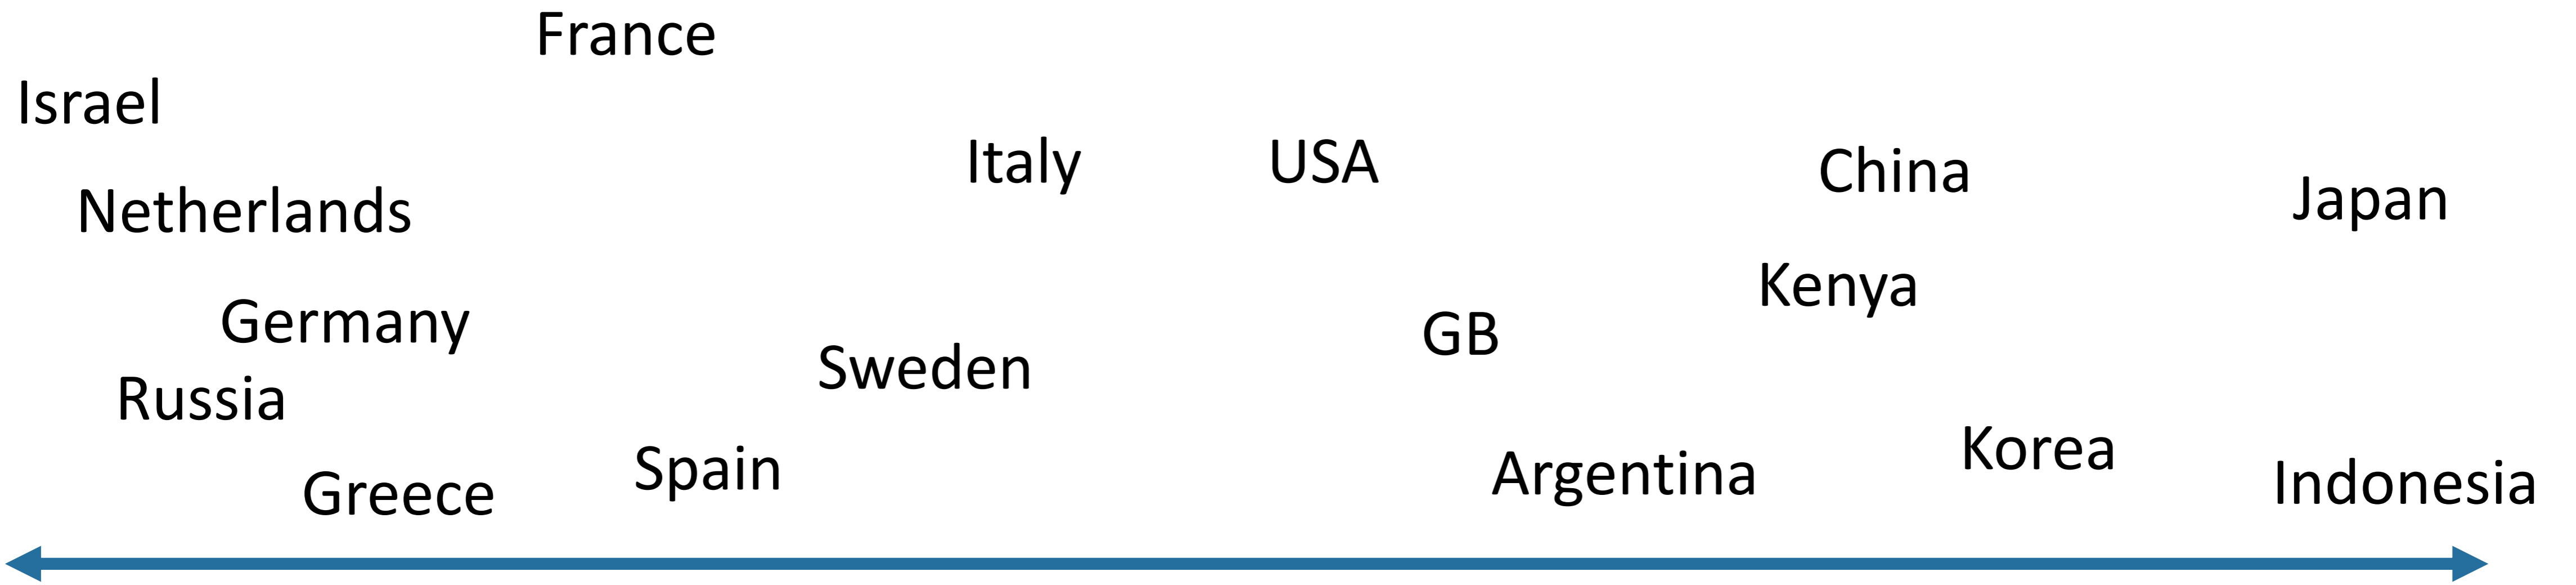 France
Israel
Italy
USA
China
Japan
Netherlands
Kenya
Germany
GB
Sweden
Russia
Korea
Spain
Argentina
Indonesia
Greece